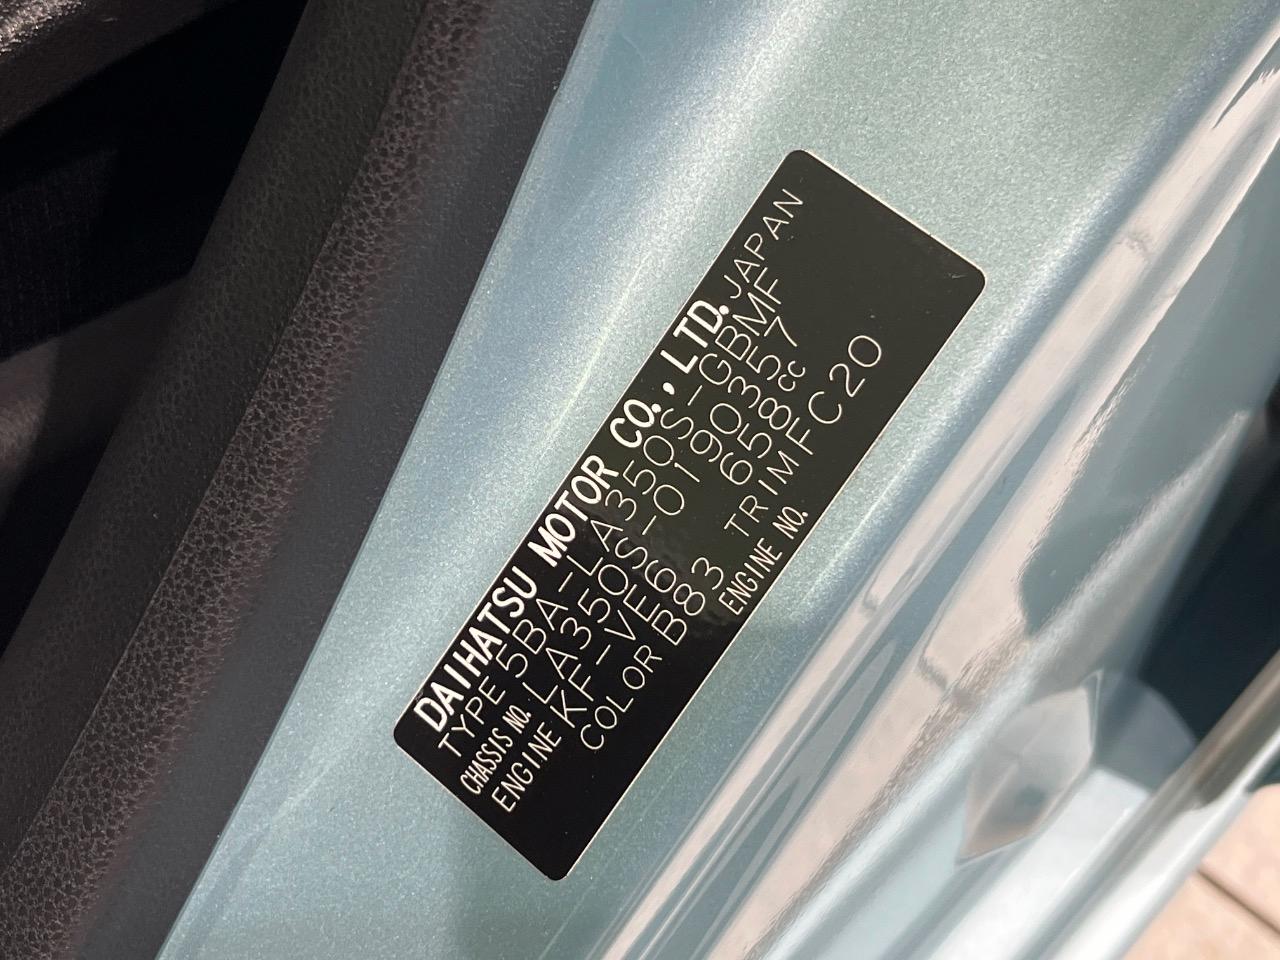 DAIHATSU MOTOR CO., LTD. JAPAN
TYPE 5BA-LA350S-GBMF
CHASSIS NO. LA350S-0190357
ENGINE KF-VE6 658cc
COLOR B83 TRIM FC20
ENGINE NO.